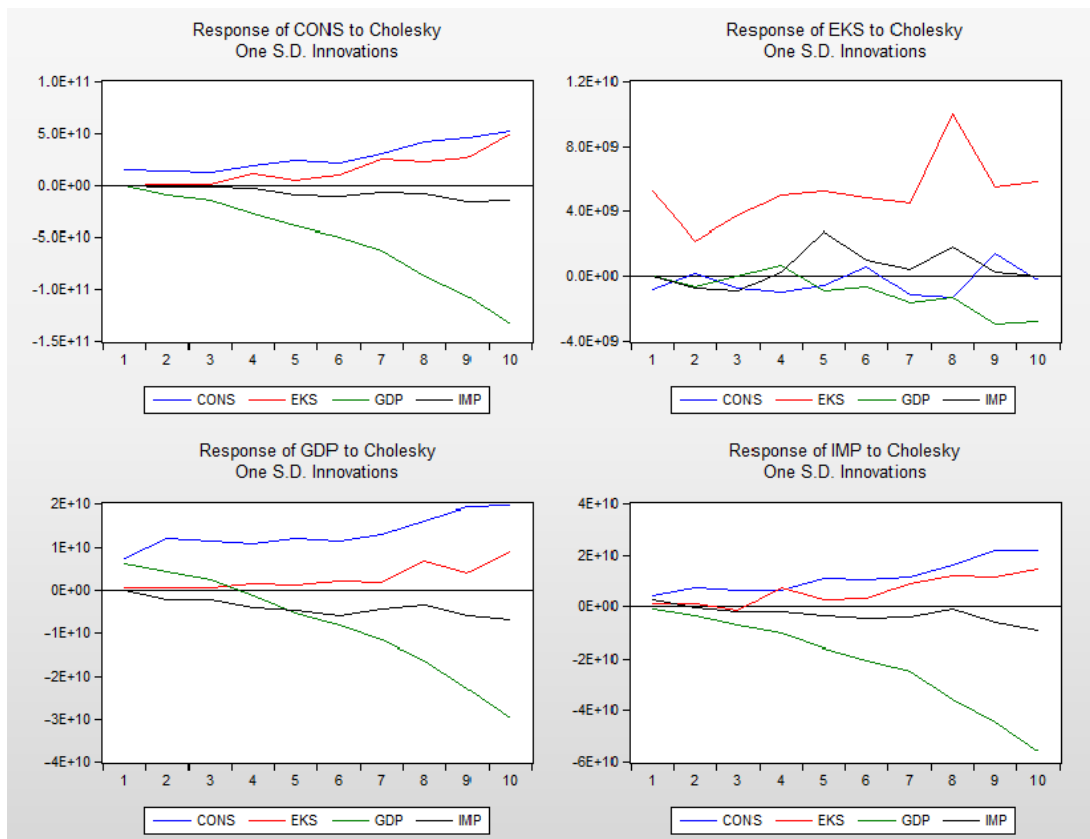 Response of CONS to Cholesky
One S.D. Innovations
1.0E+11
5.0E+10
0.0E+00
-5.0E+10
-1.0E+11
-1.5E+11
1 2 3 4 5 6 7 8 9 10
CONS EKS GDP IMP
Response of EKS to Cholesky
One S.D. Innovations
1.2E+10
8.0E+09
4.0E+09
0.0E+00
-4.0E+09
1 2 3 4 5 6 7 8 9 10
CONS EKS GDP IMP
Response of GDP to Cholesky
One S.D. Innovations
2E+10
1E+10
0E+00
-1E+10
-2E+10
-3E+10
-4E+10
1 2 3 4 5 6 7 8 9 10
CONS EKS GDP IMP
Response of IMP to Cholesky
One S.D. Innovations
4E+10
2E+10
0E+00
-2E+10
-4E+10
-6E+10
1 2 3 4 5 6 7 8 9 10
CONS EKS GDP IMP